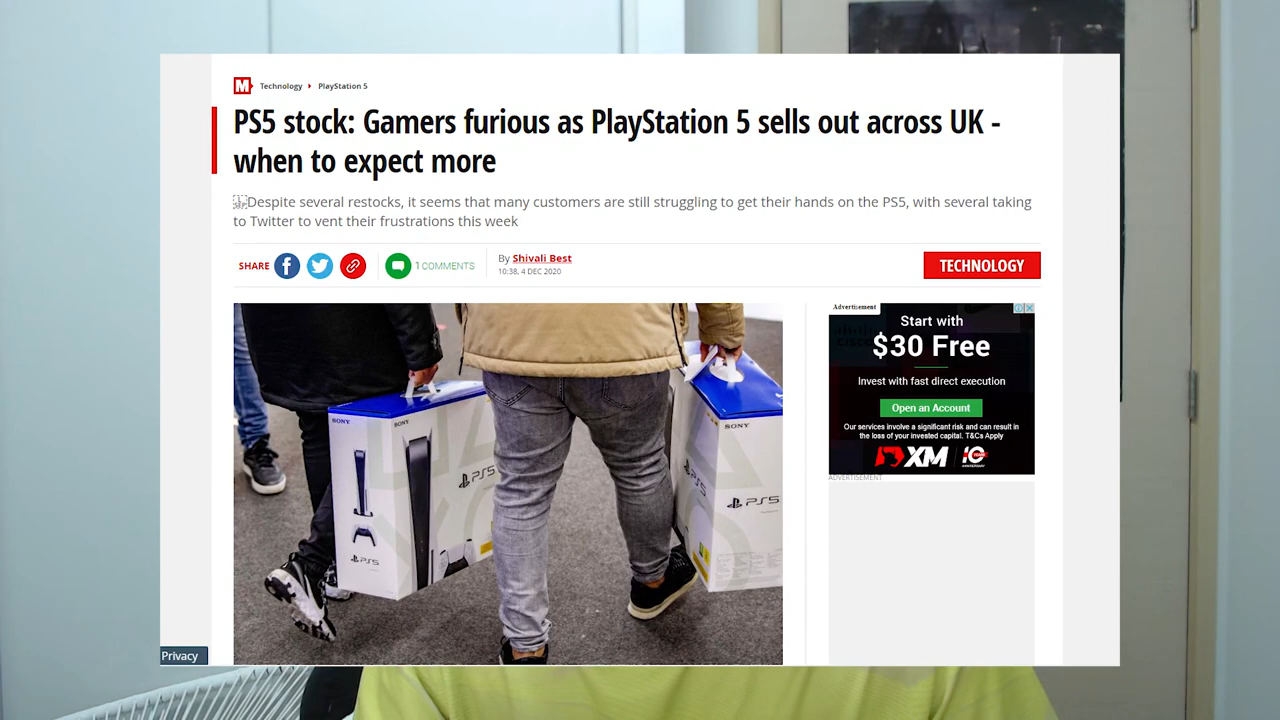 M
Technology
PlayStation 5
PS5 stock: Gamers furious as PlayStation 5 sells out across UK -
when to expect more
Despite several restocks, it seems that many customers are still struggling to get their hands on the PS5, with several taking
to Twitter to vent their frustrations this week
SHARE
1 COMMENTS
By Shivali Best
10:38, 4 DEC 2020
TECHNOLOGY
SONY
SONY
PS5
PS5
SONY
PS5
PS5
Advertisement
Start with
$30 Free
Invest with fast direct execution
Open an Account
Our services involve a significant risk and can result in
the loss of your invested capital. T&Cs Apply
XM
10
ADVERTISEMENT
Privacy